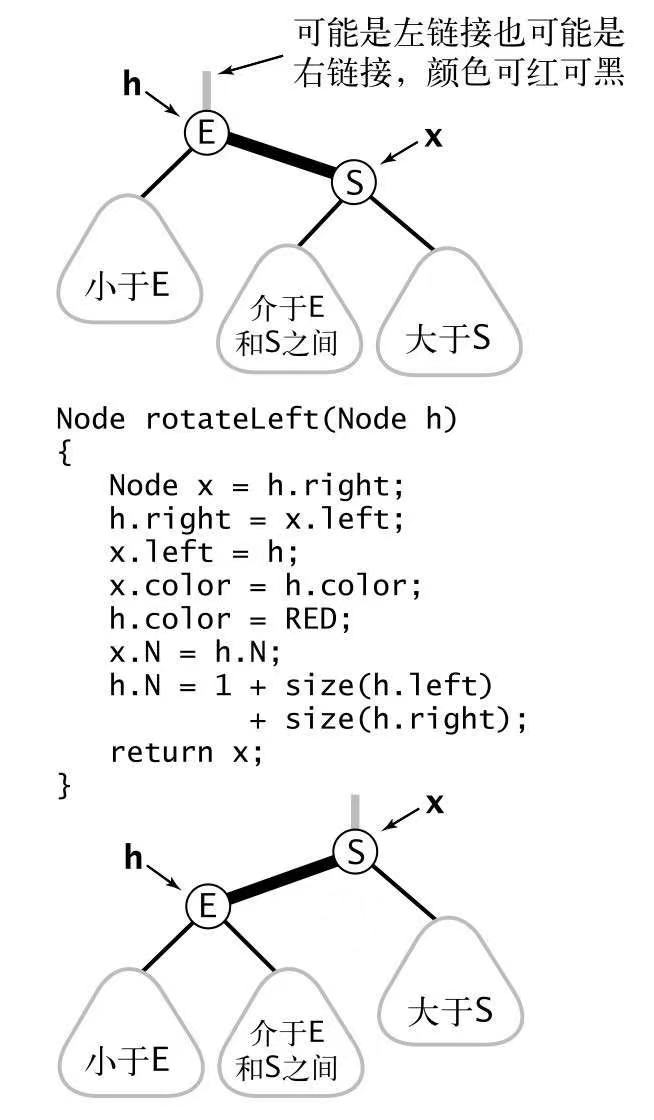 可能是左链接也可能是
右链接，颜色可红可黑
h
E
x
S
小于E
介于E
和S之间
大于S
Node rotateLeft(Node h)
{
   Node x = h.right;
   h.right = x.left;
   x.left = h;
   x.color = h.color;
   h.color = RED;
   x.N = h.N;
   h.N = 1 + size(h.left)
           + size(h.right);
   return x;
}
x
S
h
E
小于E
介于E
和S之间
大于S